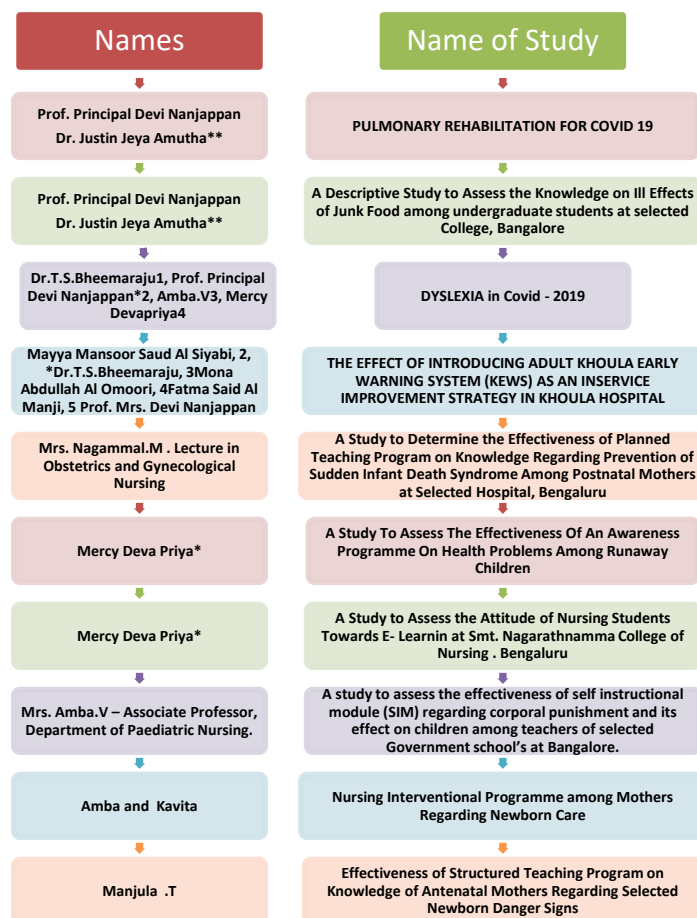 Names
Name of Study
Prof. Principal Devi Nanjappan
Dr. Justin Jeya Amutha**
PULMONARY REHABILITATION FOR COVID 19
Prof. Principal Devi Nanjappan
Dr. Justin Jeya Amutha**
A Descriptive Study to Assess the Knowledge on Ill Effects
of Junk Food among undergraduate students at selected
College, Bangalore
Dr.T.S.Bheemaraju1, Prof. Principal
Devi Nanjappan*2, Amba.V3, Mercy
Devapriya4
DYSLEXIA in Covid - 2019
Mayya Mansoor Saud Al Siyabi, 2,
*Dr.T.S.Bheemaraju, 3Mona
Abdullah Al Omoori, 4Fatma Said Al
Manji, 5 Prof. Mrs. Devi Nanjappan
THE EFFECT OF INTRODUCING ADULT KHOULA EARLY
WARNING SYSTEM (KEWS) AS AN INSERVICE
IMPROVEMENT STRATEGY IN KHOULA HOSPITAL
Mrs. Nagammal.M . Lecture in
Obstetrics and Gynecological
Nursing
A Study to Determine the Effectiveness of Planned
Teaching Program on Knowledge Regarding Prevention of
Sudden Infant Death Syndrome Among Postnatal Mothers
at Selected Hospital, Bengaluru
Mercy Deva Priya*
A Study To Assess The Effectiveness Of An Awareness
Programme On Health Problems Among Runaway
Children
Mercy Deva Priya*
A Study to Assess the Attitude of Nursing Students
Towards E- Learnin at Smt. Nagarathnamma College of
Nursing . Bengaluru
Mrs. Amba.V – Associate Professor,
Department of Paediatric Nursing.
A study to assess the effectiveness of self instructional
module (SIM) regarding corporal punishment and its
effect on children among teachers of selected
Government school's at Bangalore.
Amba and  Kavita
Nursing Interventional Programme among Mothers
Regarding Newborn Care
Manjula .T
Effectiveness of Structured Teaching Program on
Knowledge of Antenatal Mothers Regarding Selected
Newborn Danger Signs